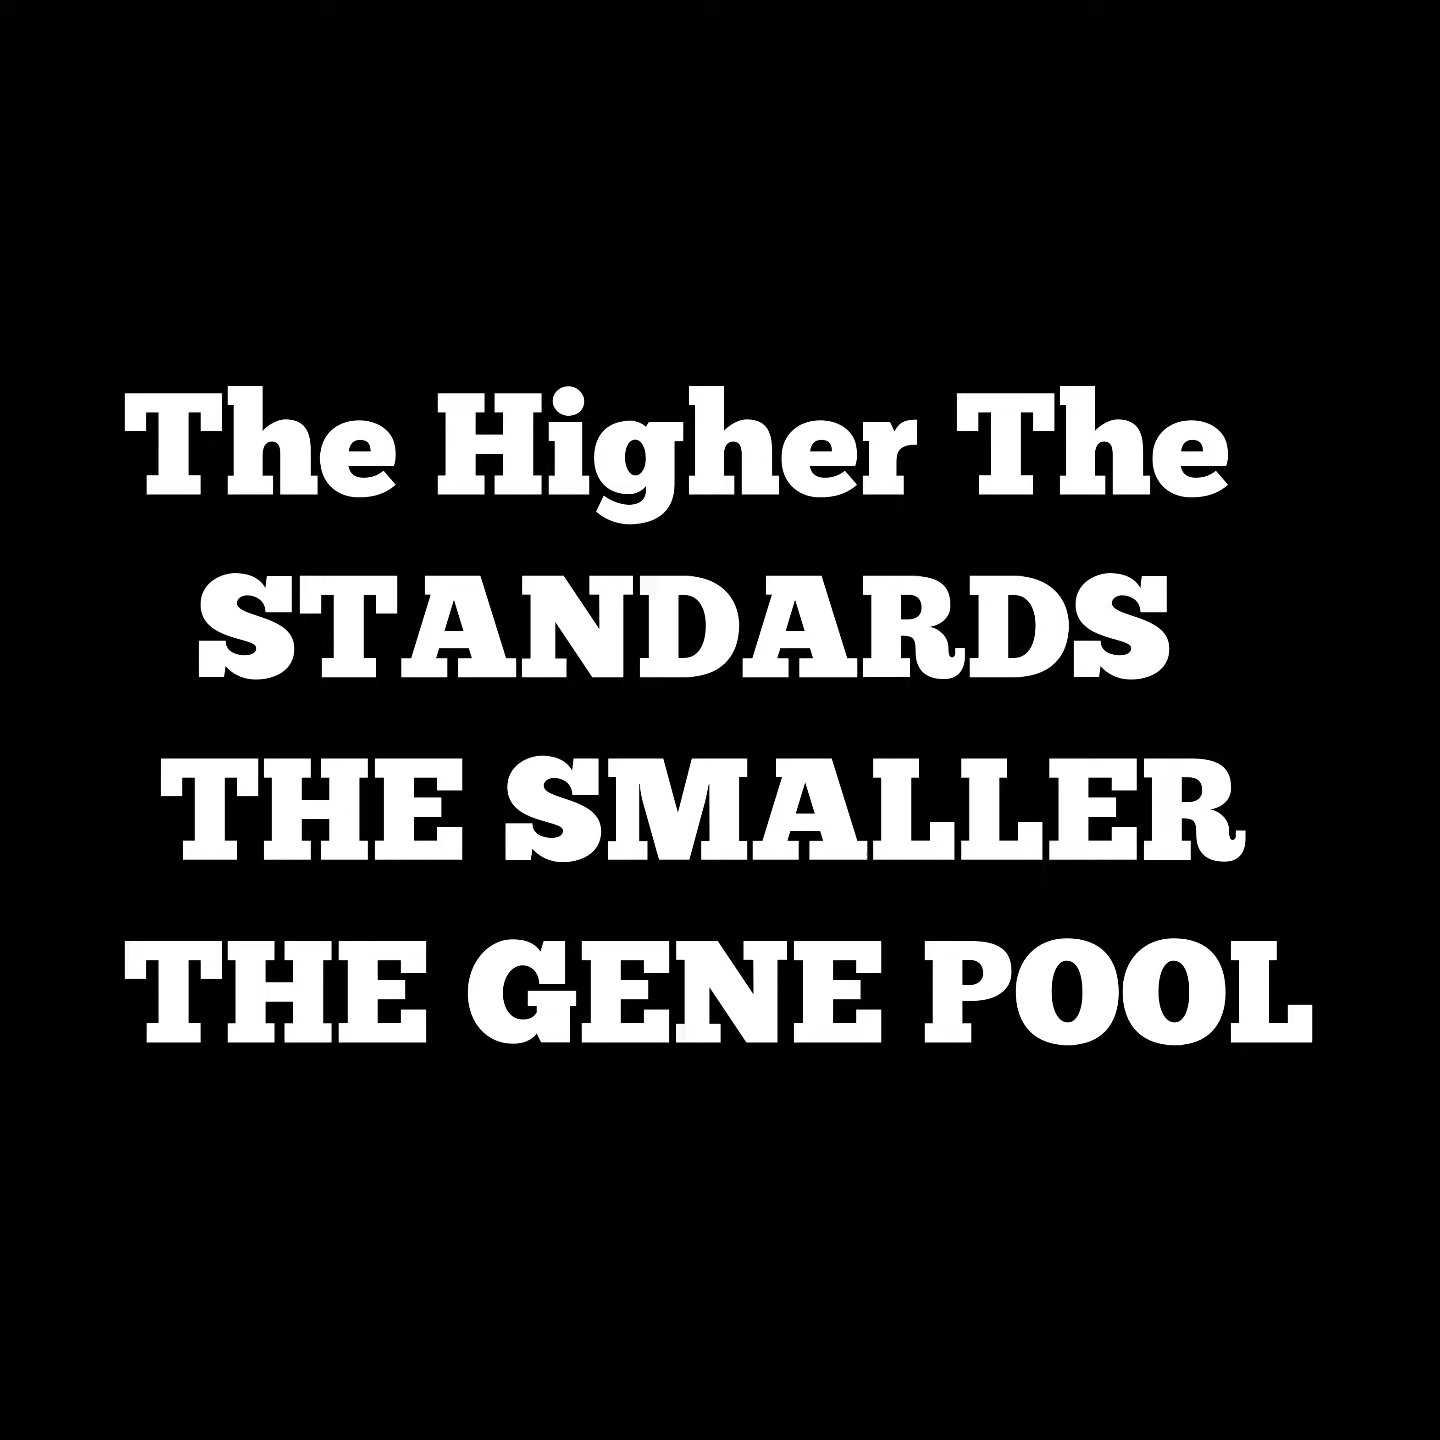 The Higher The
STANDARDS
THE SMALLER
THE GENE POOL